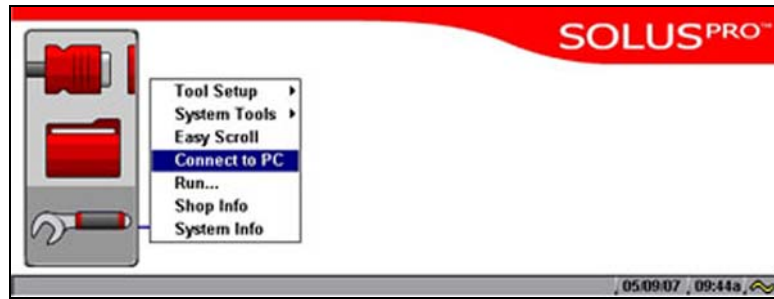 SOLUSPRO™
Tool Setup
System Tools
Easy Scroll
Connect to PC
Run...
Shop Info
System Info
05/09/07 09:44a